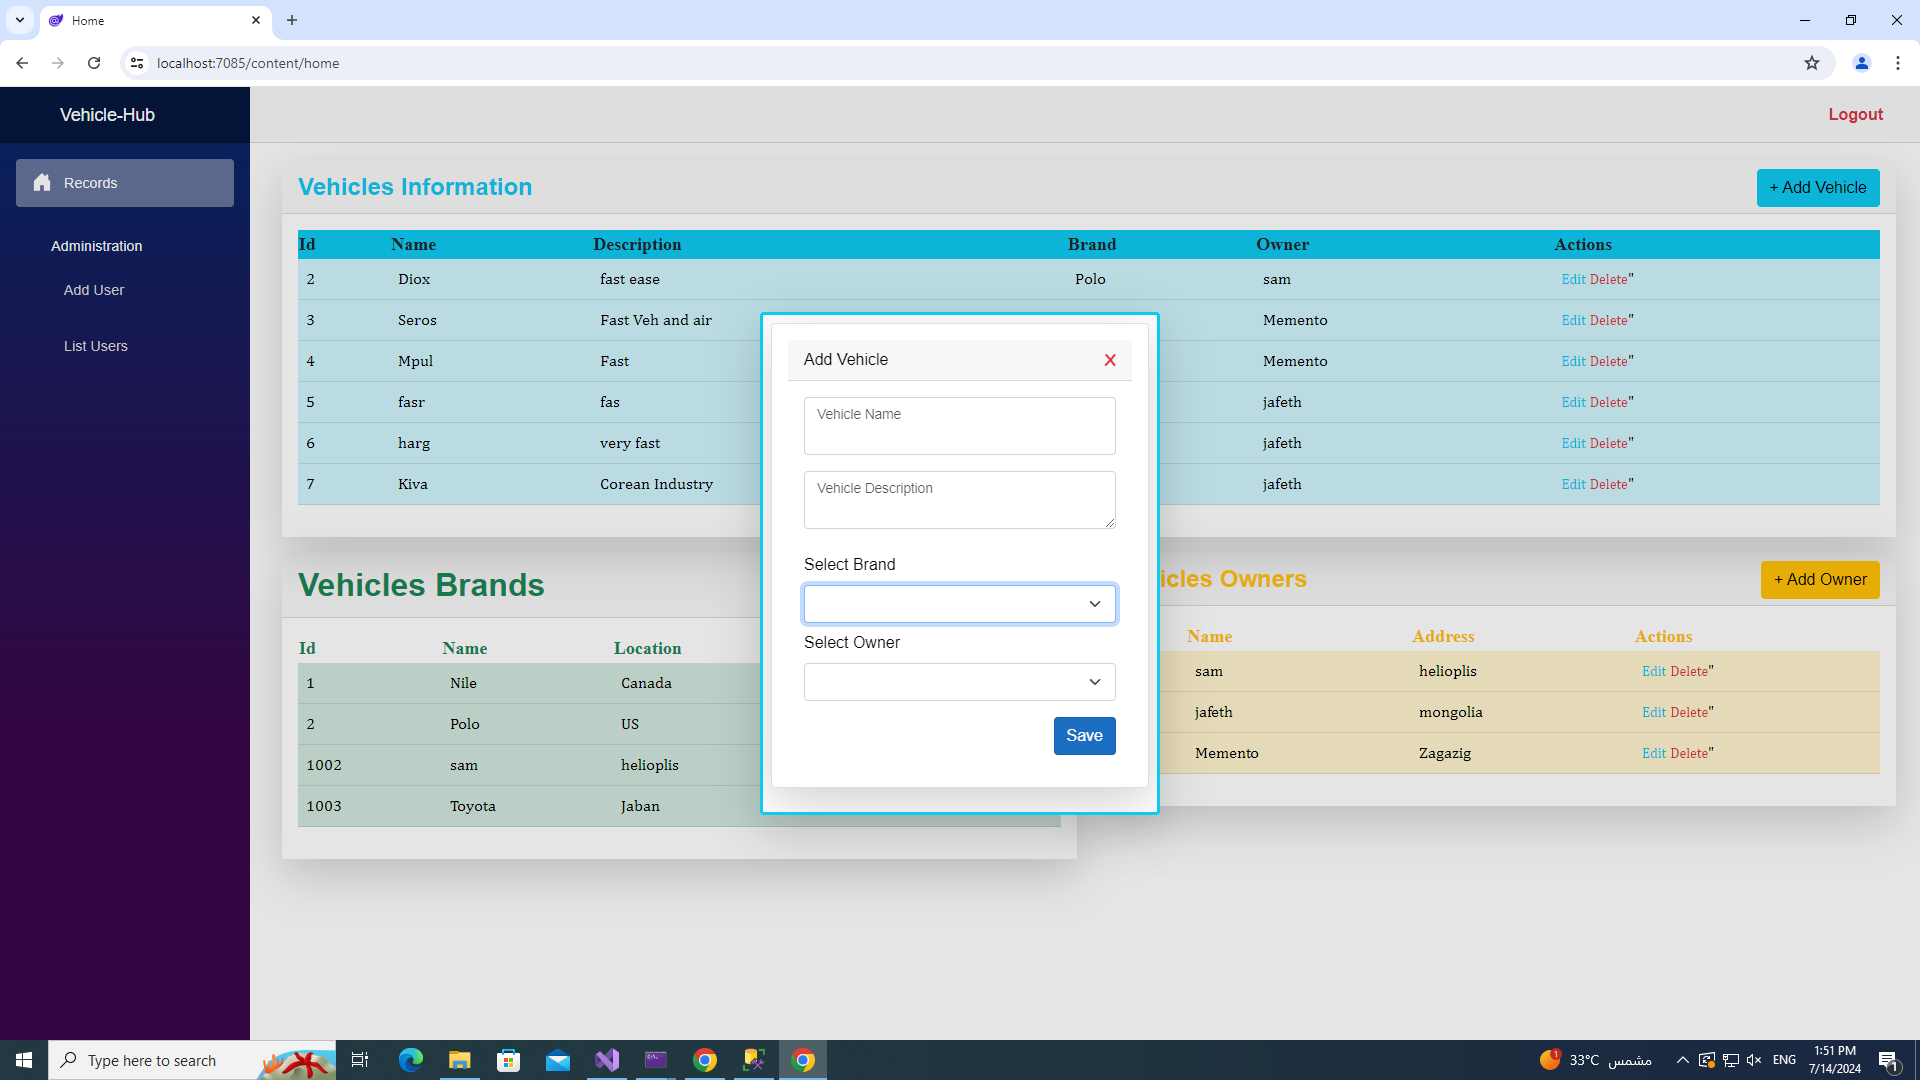 Home
localhost:7085/content/home
Vehicle-Hub
Logout
Records
Administration
Add User
List Users
Vehicles Information
+ Add Vehicle
Id Name Description Brand Owner Actions
2 Diox fast ease Polo sam Edit Delete"
3 Seros Fast Veh and air Memento Edit Delete"
4 Mpul Fast Memento Edit Delete"
5 fasr fas jafeth Edit Delete"
6 harg very fast jafeth Edit Delete"
7 Kiva Corean Industry jafeth Edit Delete"
Add Vehicle X
Vehicle Name
Vehicle Description
Select Brand
Select Owner
Save
Vehicles Brands
Id Name Location
1 Nile Canada
2 Polo US
1002 sam helioplis
1003 Toyota Jaban
icles Owners
+ Add Owner
Name Address Actions
sam helioplis Edit Delete"
jafeth mongolia Edit Delete"
Memento Zagazig Edit Delete"
Type here to search
1
33°C مشمس
ENG
1:51 PM
7/14/2024
1